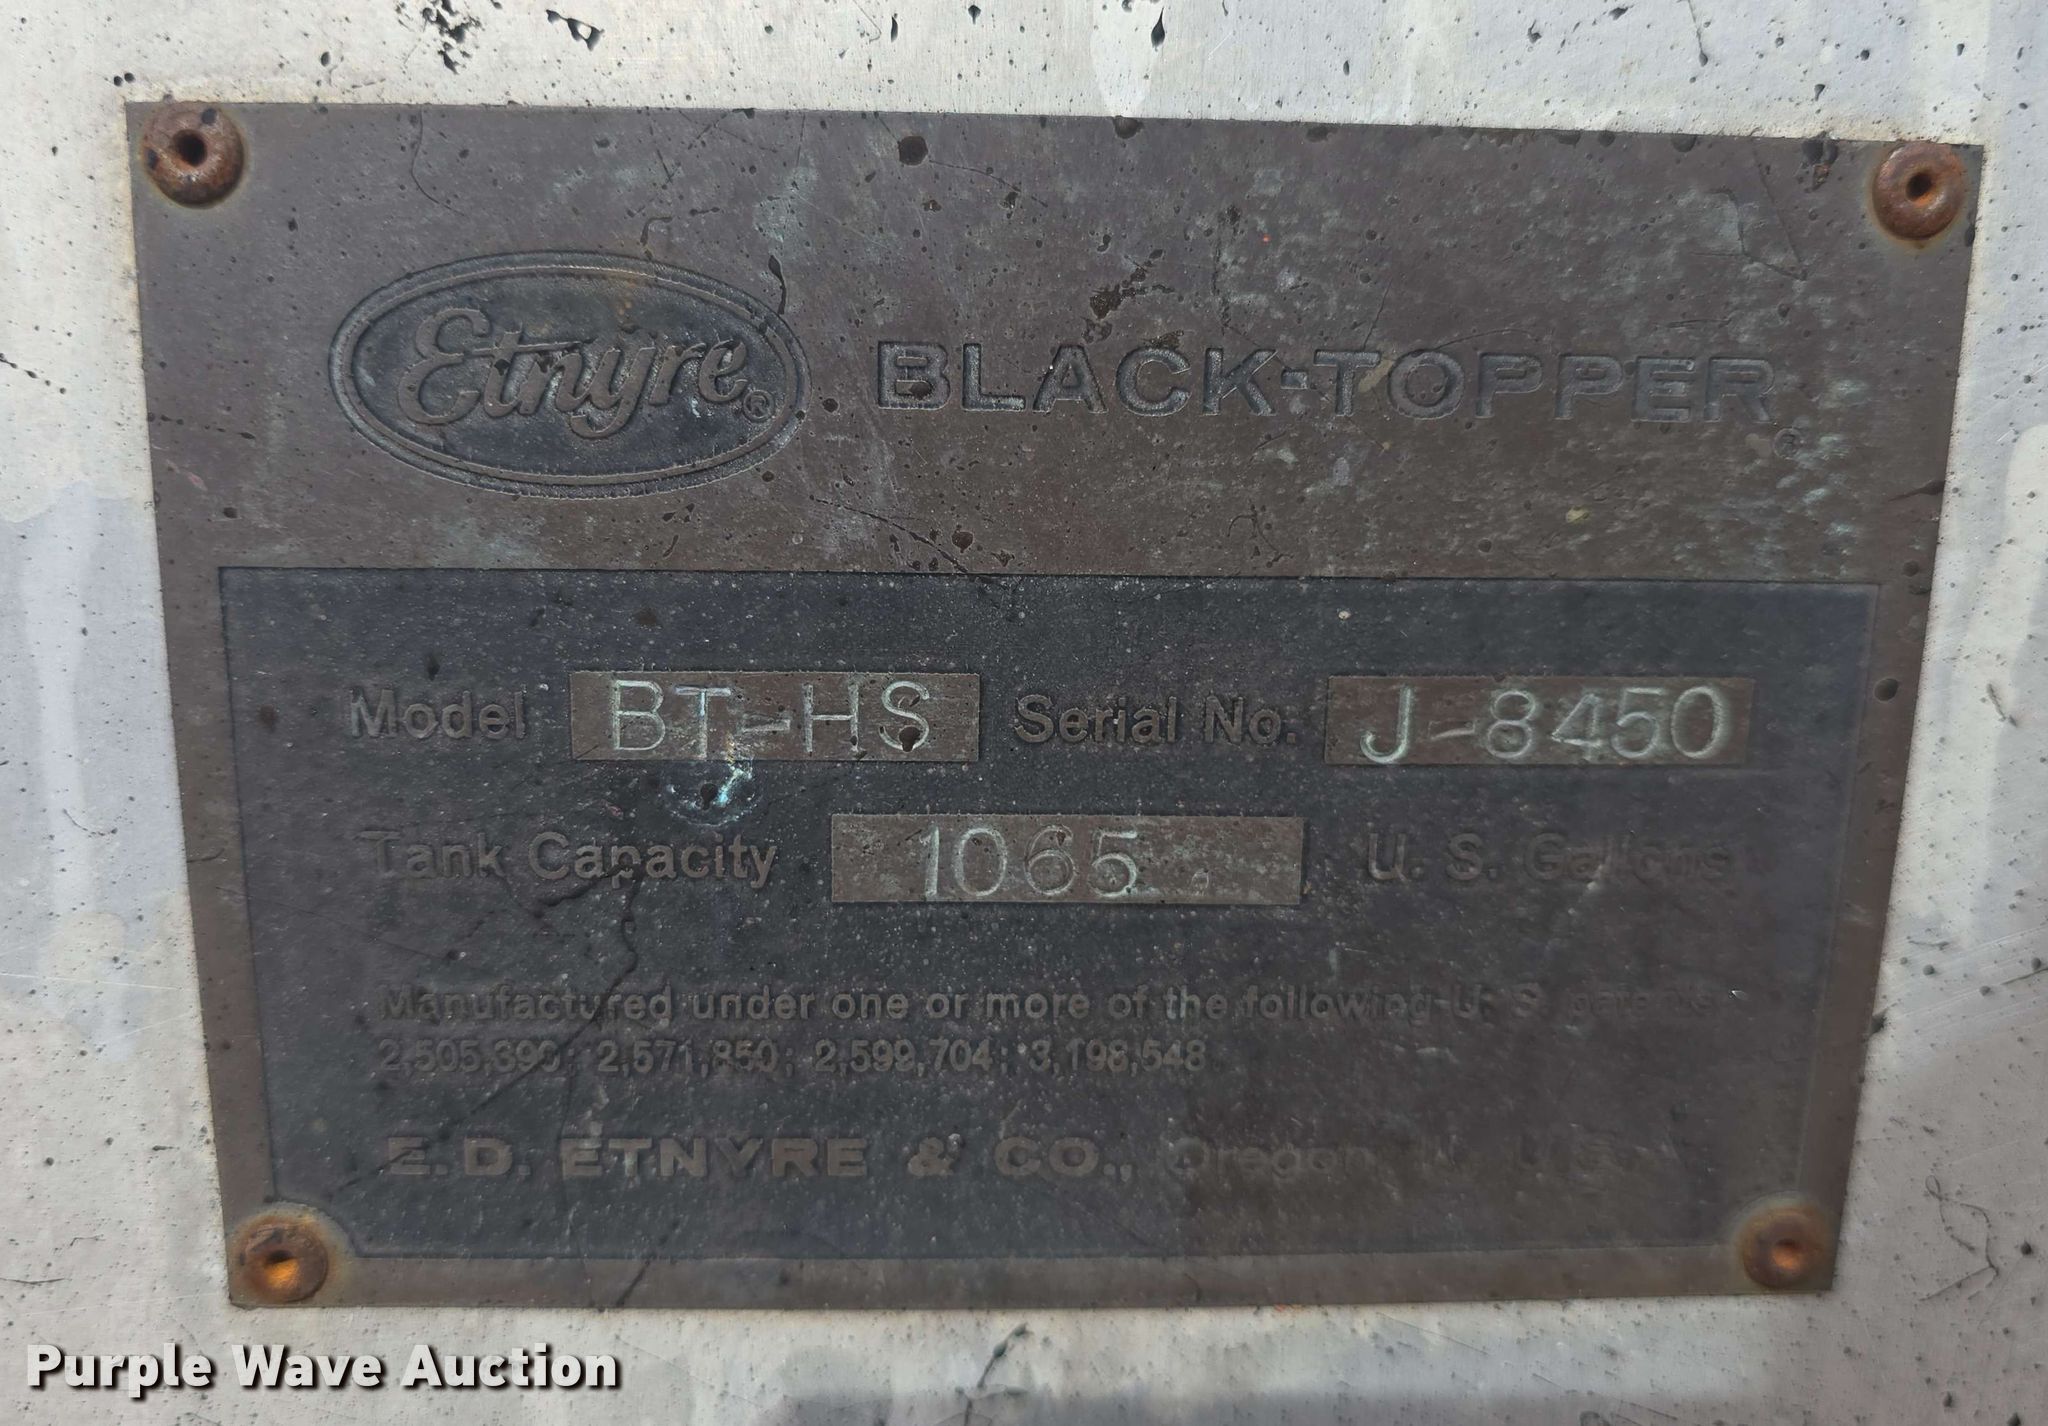 Etnyre® BLACK-TOPPER®
Model BT-HS Serial No. J-8450
Tank Capacity 1065 U. S. Gallons
Manufactured under one or more of the following U. S. patents
2,505,390; 2,571,850; 2,599,704; 3,198,548
E. D. ETNYRE & CO., Oregon,
Purple Wave Auction